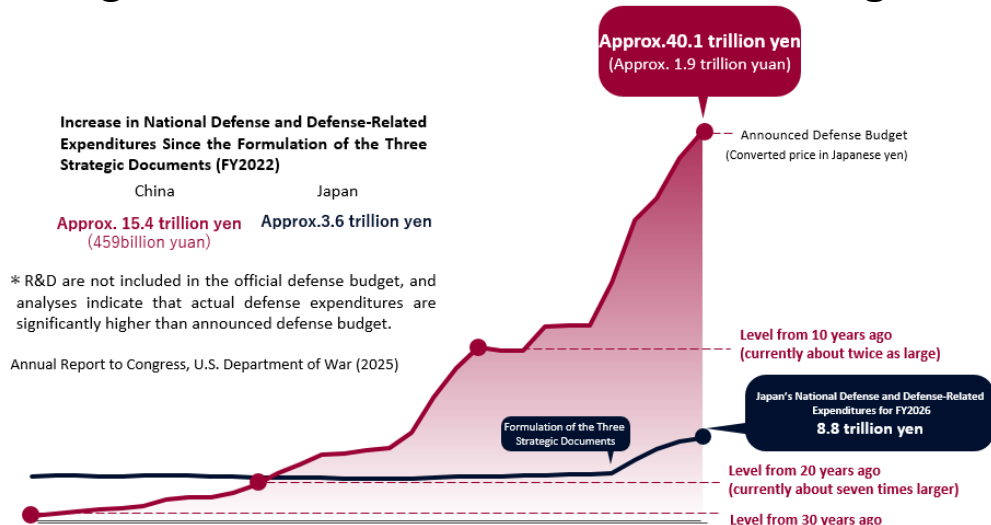 Approx.40.1 trillion yen
(Approx. 1.9 trillion yuan)
Increase in National Defense and Defense-Related
Expenditures Since the Formulation of the Three
Strategic Documents (FY2022)
China
Japan
Approx. 15.4 trillion yen
(459billion yuan)
Approx.3.6 trillion yen
Announced Defense Budget
(Converted price in Japanese yen)
* R&D are not included in the official defense budget, and
analyses indicate that actual defense expenditures are
significantly higher than announced defense budget.
Annual Report to Congress, U.S. Department of War (2025)
Level from 10 years ago
(currently about twice as large)
Japan's National Defense and Defense-Related
Expenditures for FY2026
8.8 trillion yen
Formulation of the Three
Strategic Documents
Level from 20 years ago
(currently about seven times larger)
Level from 30 years ago